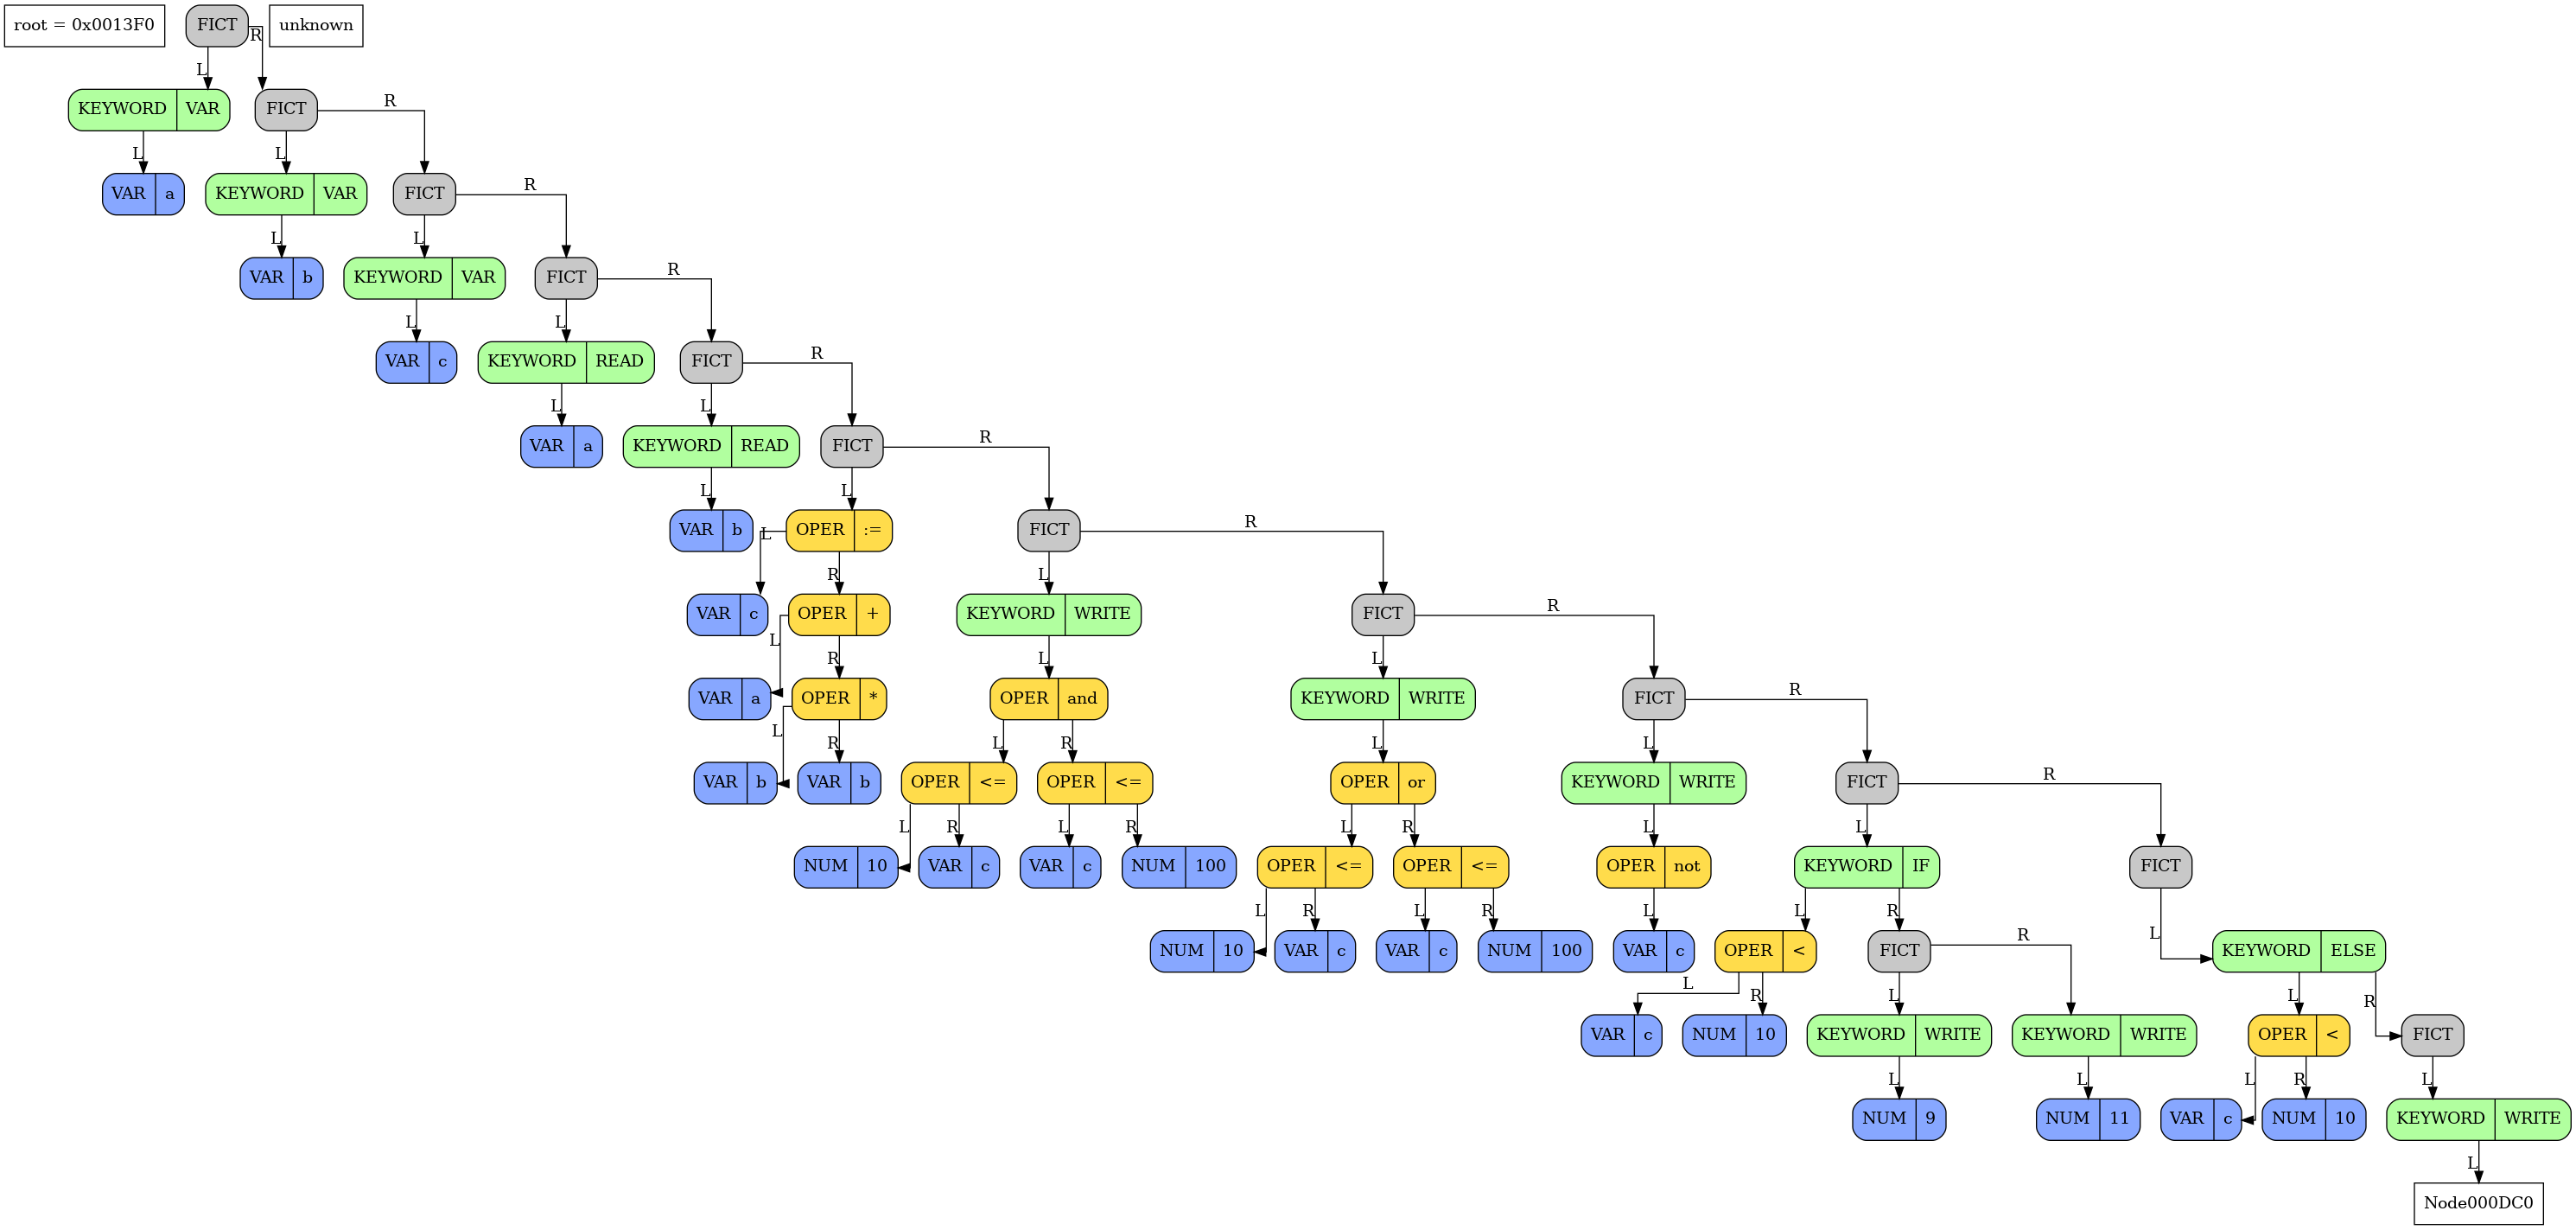 root = 0x0013F0 FICT unknown
R
L
KEYWORD VAR FICT R
L L
VAR a KEYWORD VAR FICT R
L L
VAR b KEYWORD VAR FICT R
L L
VAR c KEYWORD READ FICT R
L L
VAR a KEYWORD READ FICT R
L L
VAR b OPER := FICT R
L R L
VAR c OPER + KEYWORD WRITE FICT R
L R L L
VAR a OPER * OPER and KEYWORD WRITE FICT R
L R L R L L
VAR b VAR b OPER <= OPER <= OPER or KEYWORD WRITE FICT R
L R L R L R L L
NUM 10 VAR c VAR c NUM 100 OPER <= OPER <= OPER not KEYWORD IF FICT
L R L R L L R L
NUM 10 VAR c VAR c NUM 100 VAR c OPER < FICT R KEYWORD ELSE
L R L L R
VAR c NUM 10 KEYWORD WRITE KEYWORD WRITE OPER < FICT
L L L R L
NUM 9 NUM 11 VAR c NUM 10 KEYWORD WRITE
L
Node000DC0